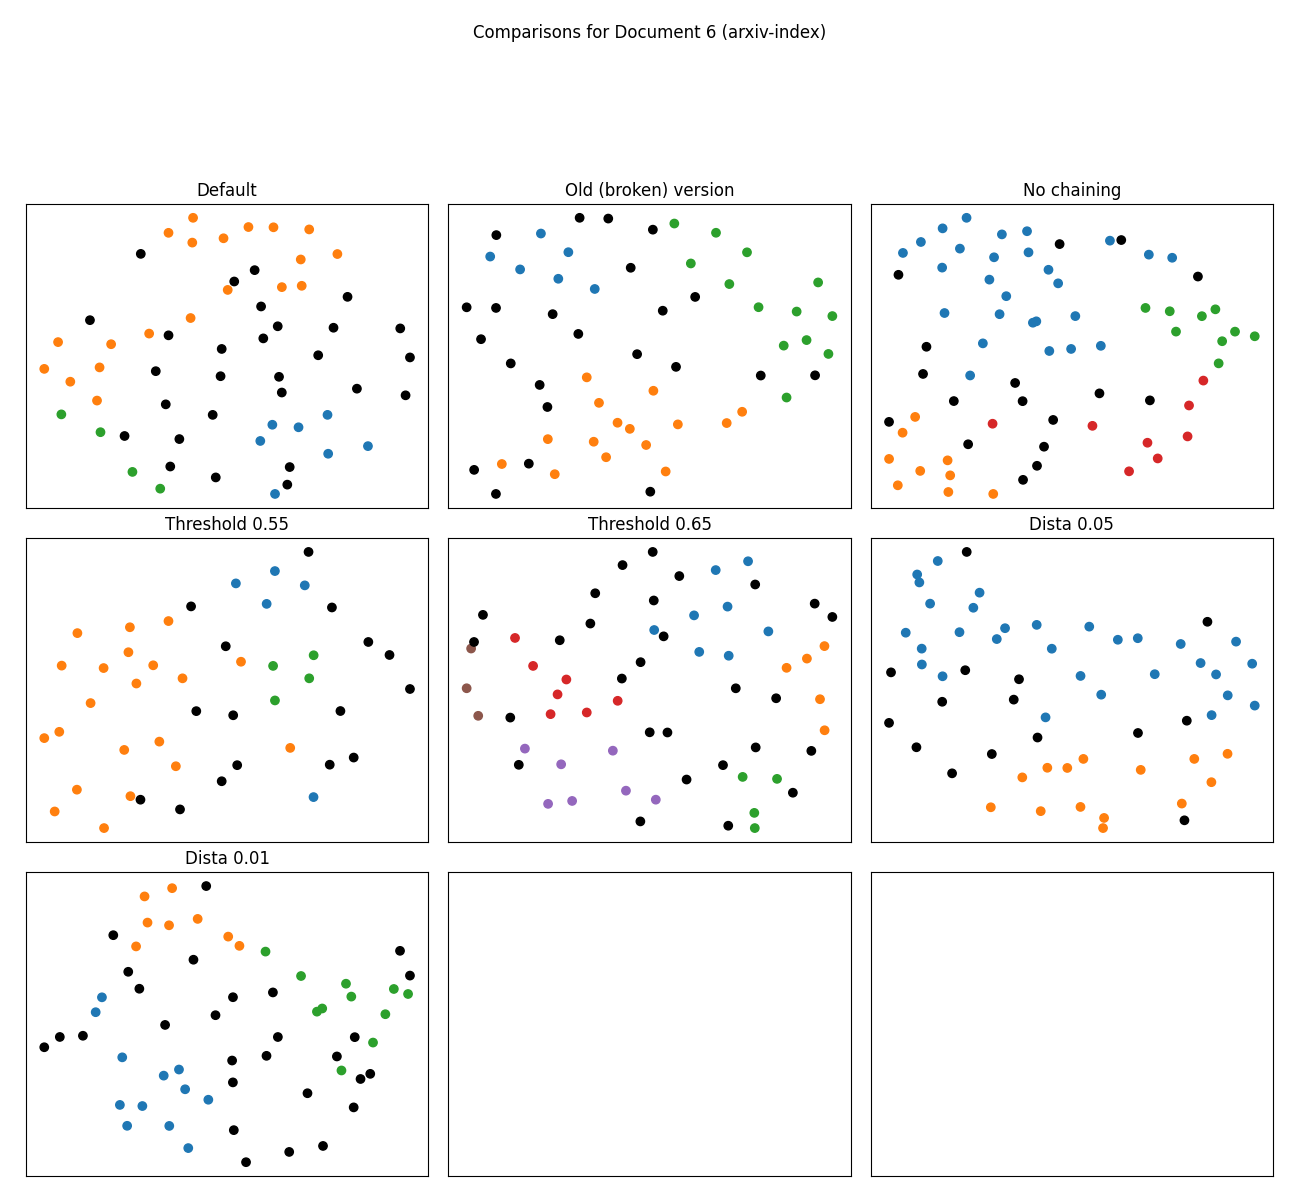 Comparisons for Document 6 (arxiv-index)
Default
Old (broken) version
No chaining
Threshold 0.55
Threshold 0.65
Dista 0.05
Dista 0.01